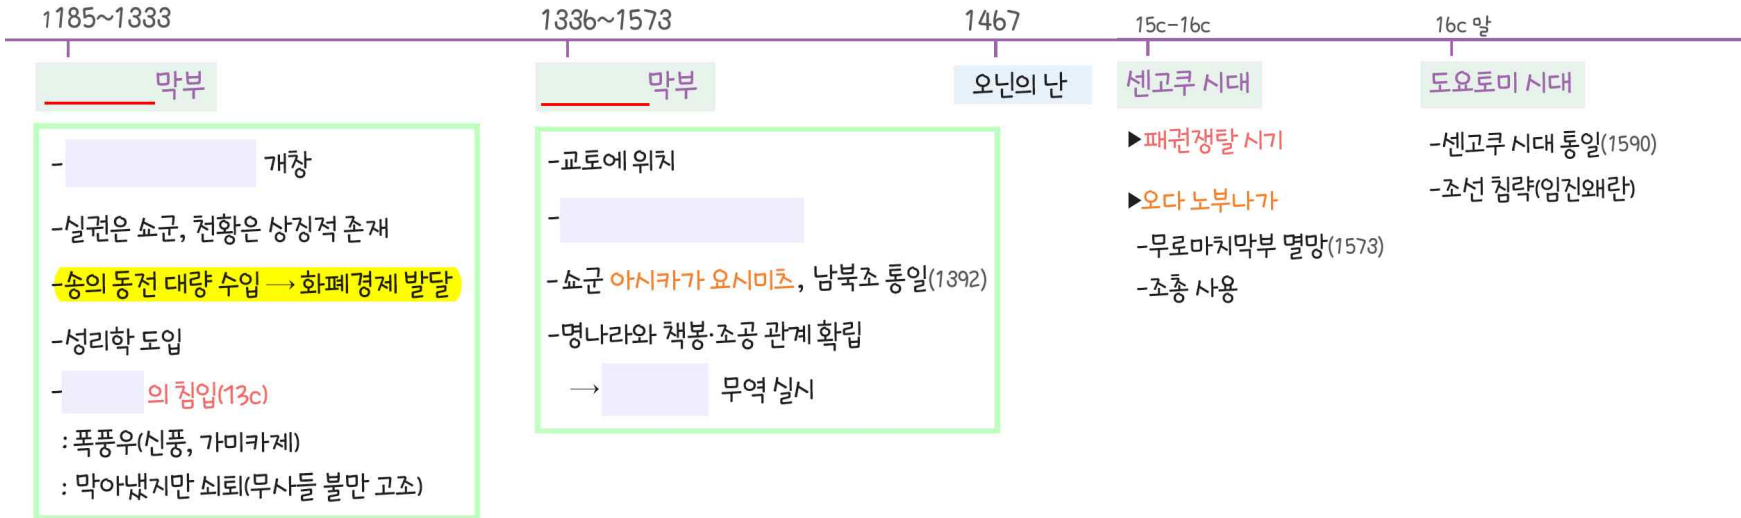 1185~1333
막부
- 개창
-실권은 쇼군, 천황은 상징적 존재
-송의 동전 대량 수입 → 화폐경제 발달
-성리학 도입
- 의 침입(13c)
: 폭풍우(신풍, 가미카제)
: 막아냈지만 쇠퇴(무사들 불만 고조)
1336~1573
막부
-교토에 위치
-
-쇼군 아시카가 요시미츠, 남북조 통일(1392)
-명나라와 책봉·조공 관계 확립
→ 무역 실시
1467
오닌의 난
15c-16c
센고쿠 시대
▶패권쟁탈 시기
▶오다 노부나가
-무로마치막부 멸망(1573)
-조총 사용
16c 말
도요토미 시대
-센고쿠 시대 통일(1590)
-조선 침략(임진왜란)